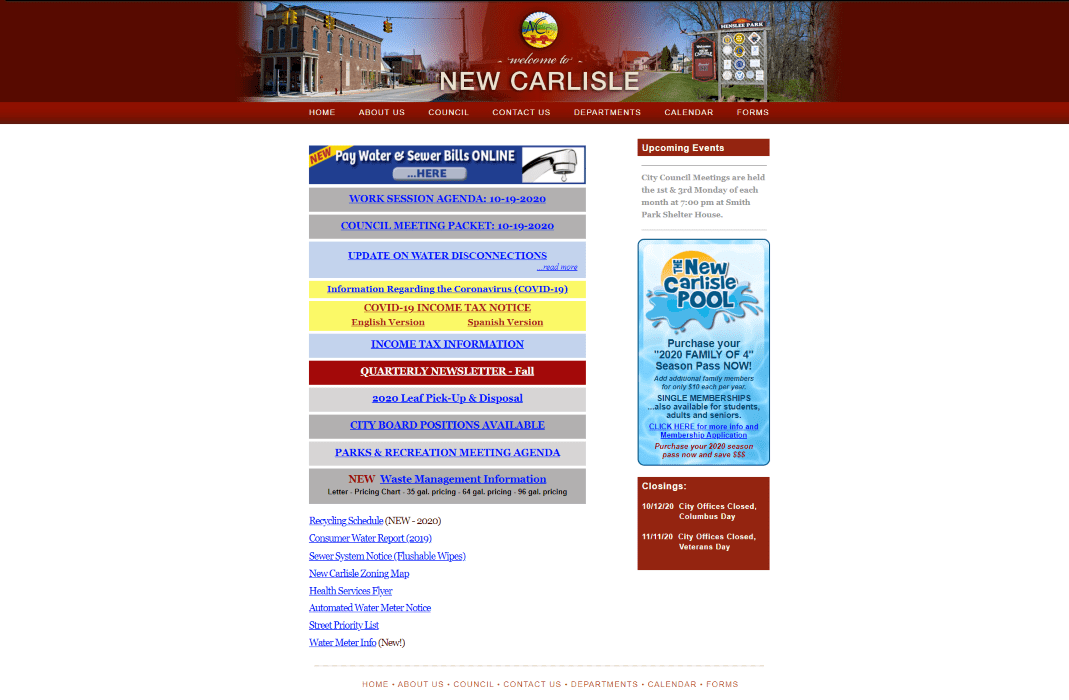 HENSLEE PARK
welcome to
NEW CARLISLE
HOME ABOUT US COUNCIL CONTACT US DEPARTMENTS CALENDAR FORMS
NEW Pay Water & Sewer Bills ONLINE
...HERE
WORK SESSION AGENDA: 10-19-2020
COUNCIL MEETING PACKET: 10-19-2020
UPDATE ON WATER DISCONNECTIONS
...read more
Information Regarding the Coronavirus (COVID-19)
COVID-19 INCOME TAX NOTICE
English Version Spanish Version
INCOME TAX INFORMATION
QUARTERLY NEWSLETTER - Fall
2020 Leaf Pick-Up & Disposal
CITY BOARD POSITIONS AVAILABLE
PARKS & RECREATION MEETING AGENDA
NEW Waste Management Information
Letter - Pricing Chart - 35 gal. pricing - 64 gal. pricing - 96 gal. pricing
Recycling Schedule (NEW - 2020)
Consumer Water Report (2019)
Sewer System Notice (Flushable Wipes)
New Carlisle Zoning Map
Health Services Flyer
Automated Water Meter Notice
Street Priority List
Water Meter Info (New!)
Upcoming Events
City Council Meetings are held
the 1st & 3rd Monday of each
month at 7:00 pm at Smith
Park Shelter House.
THE New
Carlisle
POOL
Purchase your
"2020 FAMILY OF 4"
Season Pass NOW!
Add additional family members
for only $10 each per year.
SINGLE MEMBERSHIPS
...also available for students,
adults and seniors.
CLICK HERE for more info and
Membership Application
Purchase your 2020 season
pass now and save $$$
Closings:
10/12/20 City Offices Closed,
Columbus Day
11/11/20 City Offices Closed,
Veterans Day
HOME • ABOUT US • COUNCIL • CONTACT US • DEPARTMENTS • CALENDAR • FORMS